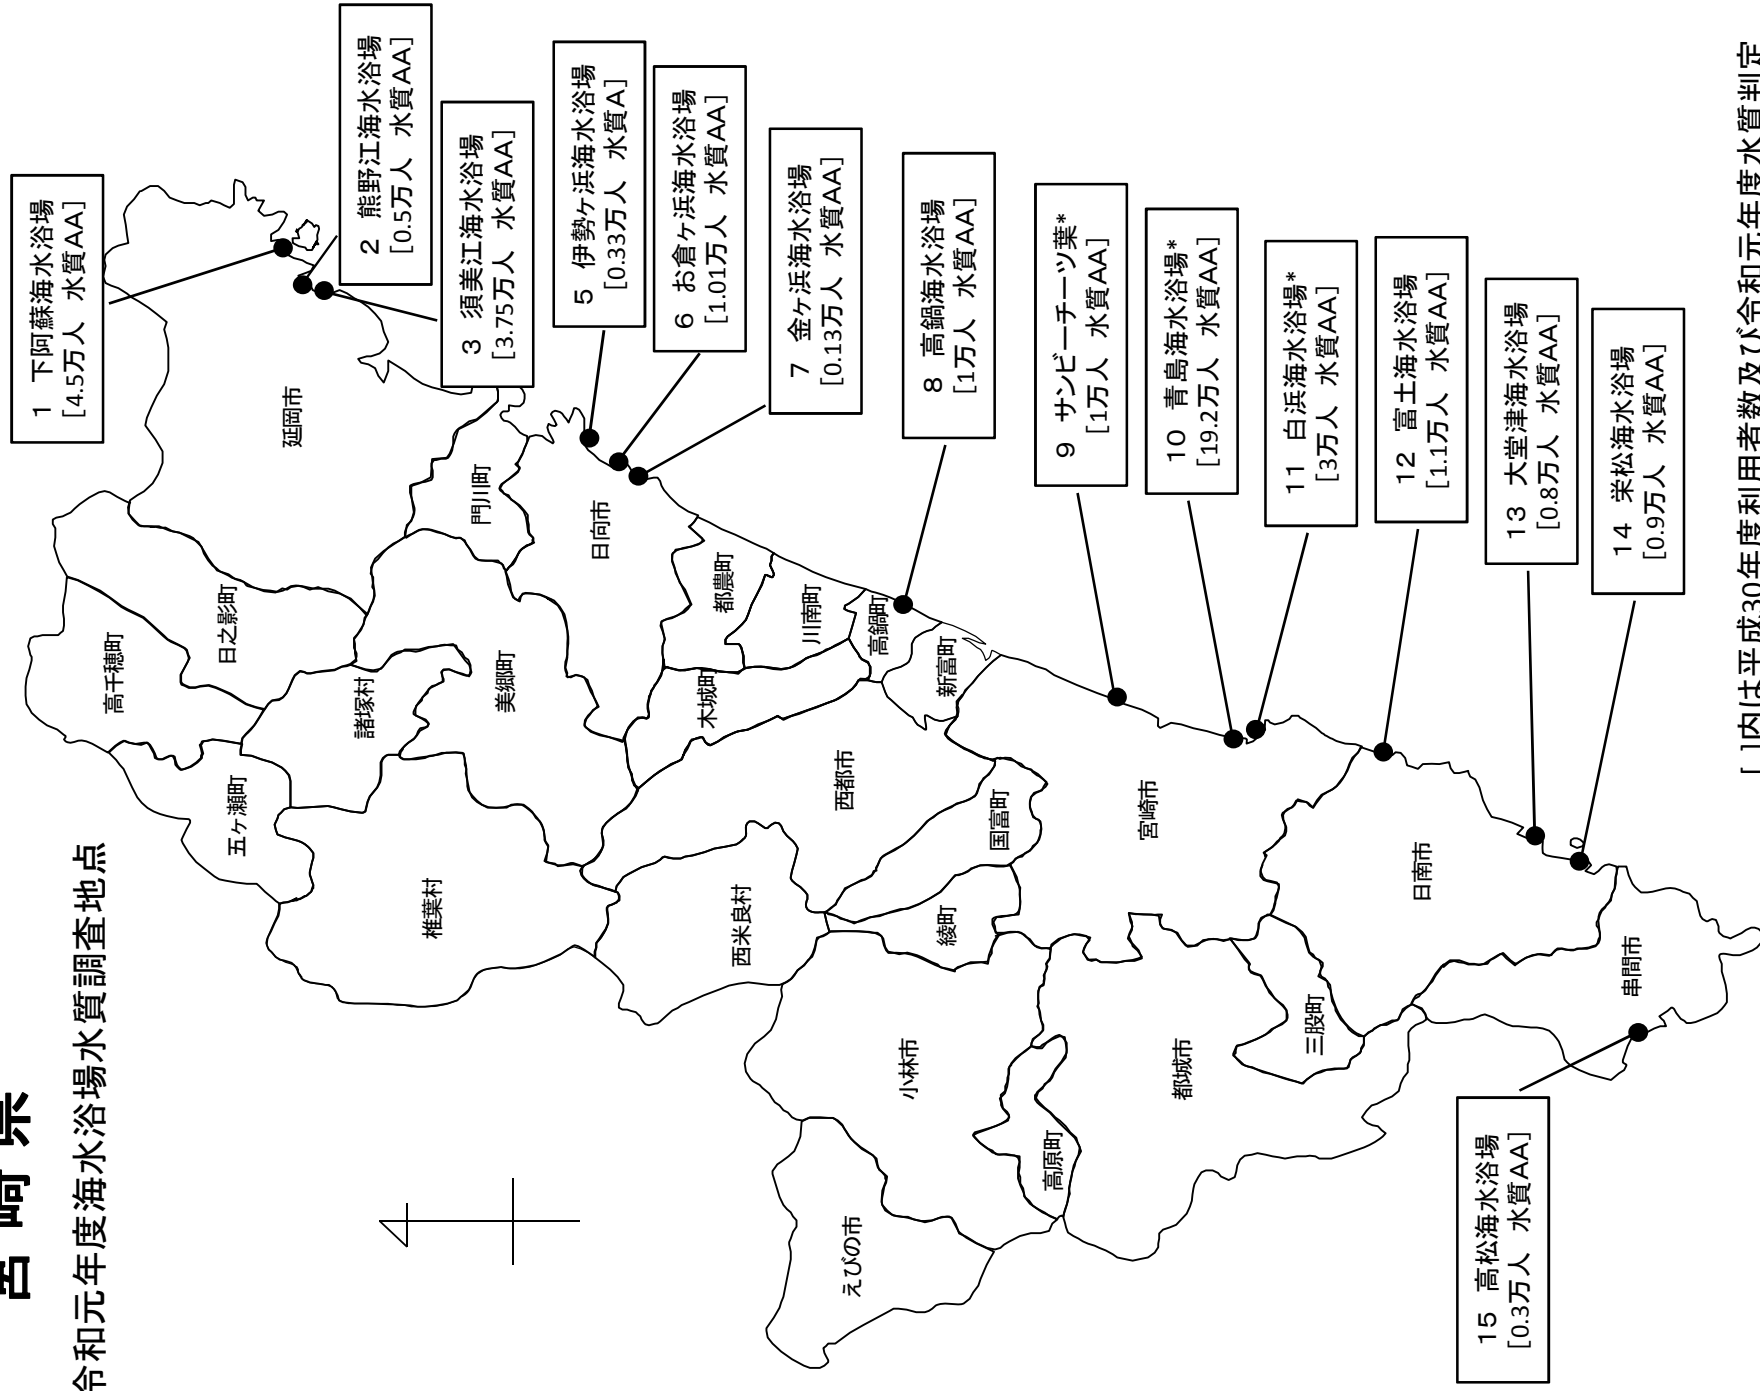 宮崎県
令和元年度海水浴場水質調査地点
1 下阿蘇海水浴場
[4.5万人 水質AA]
2 熊野江海水浴場
[0.5万人 水質AA]
3 須美江海水浴場
[3.75万人 水質AA]
5 伊勢ヶ浜海水浴場
[0.33万人 水質A]
6 お倉ヶ浜海水浴場
[1.01万人 水質AA]
7 金ヶ浜海水浴場
[0.13万人 水質AA]
8 高鍋海水浴場
[1万人 水質AA]
9 サンビーチーツ葉*
[1万人 水質AA]
10 青島海水浴場*
[19.2万人 水質AA]
11 白浜海水浴場*
[3万人 水質AA]
12 富土海水浴場
[1.1万人 水質AA]
13 大堂津海水浴場
[0.8万人 水質AA]
14 栄松海水浴場
[0.9万人 水質AA]
15 高松海水浴場
[0.3万人 水質AA]
延岡市
門川町
日向市
高千穂町
日之影町
諸塚村
美郷町
都農町
川南町
高鍋町
木城町
新富町
五ヶ瀬町
椎葉村
西米良村
西都市
国富町
綾町
宮崎市
小林市
えびの市
高原町
都城市
三股町
日南市
串間市
[ ]内は平成30年度利用者数及び令和元年度水質判定